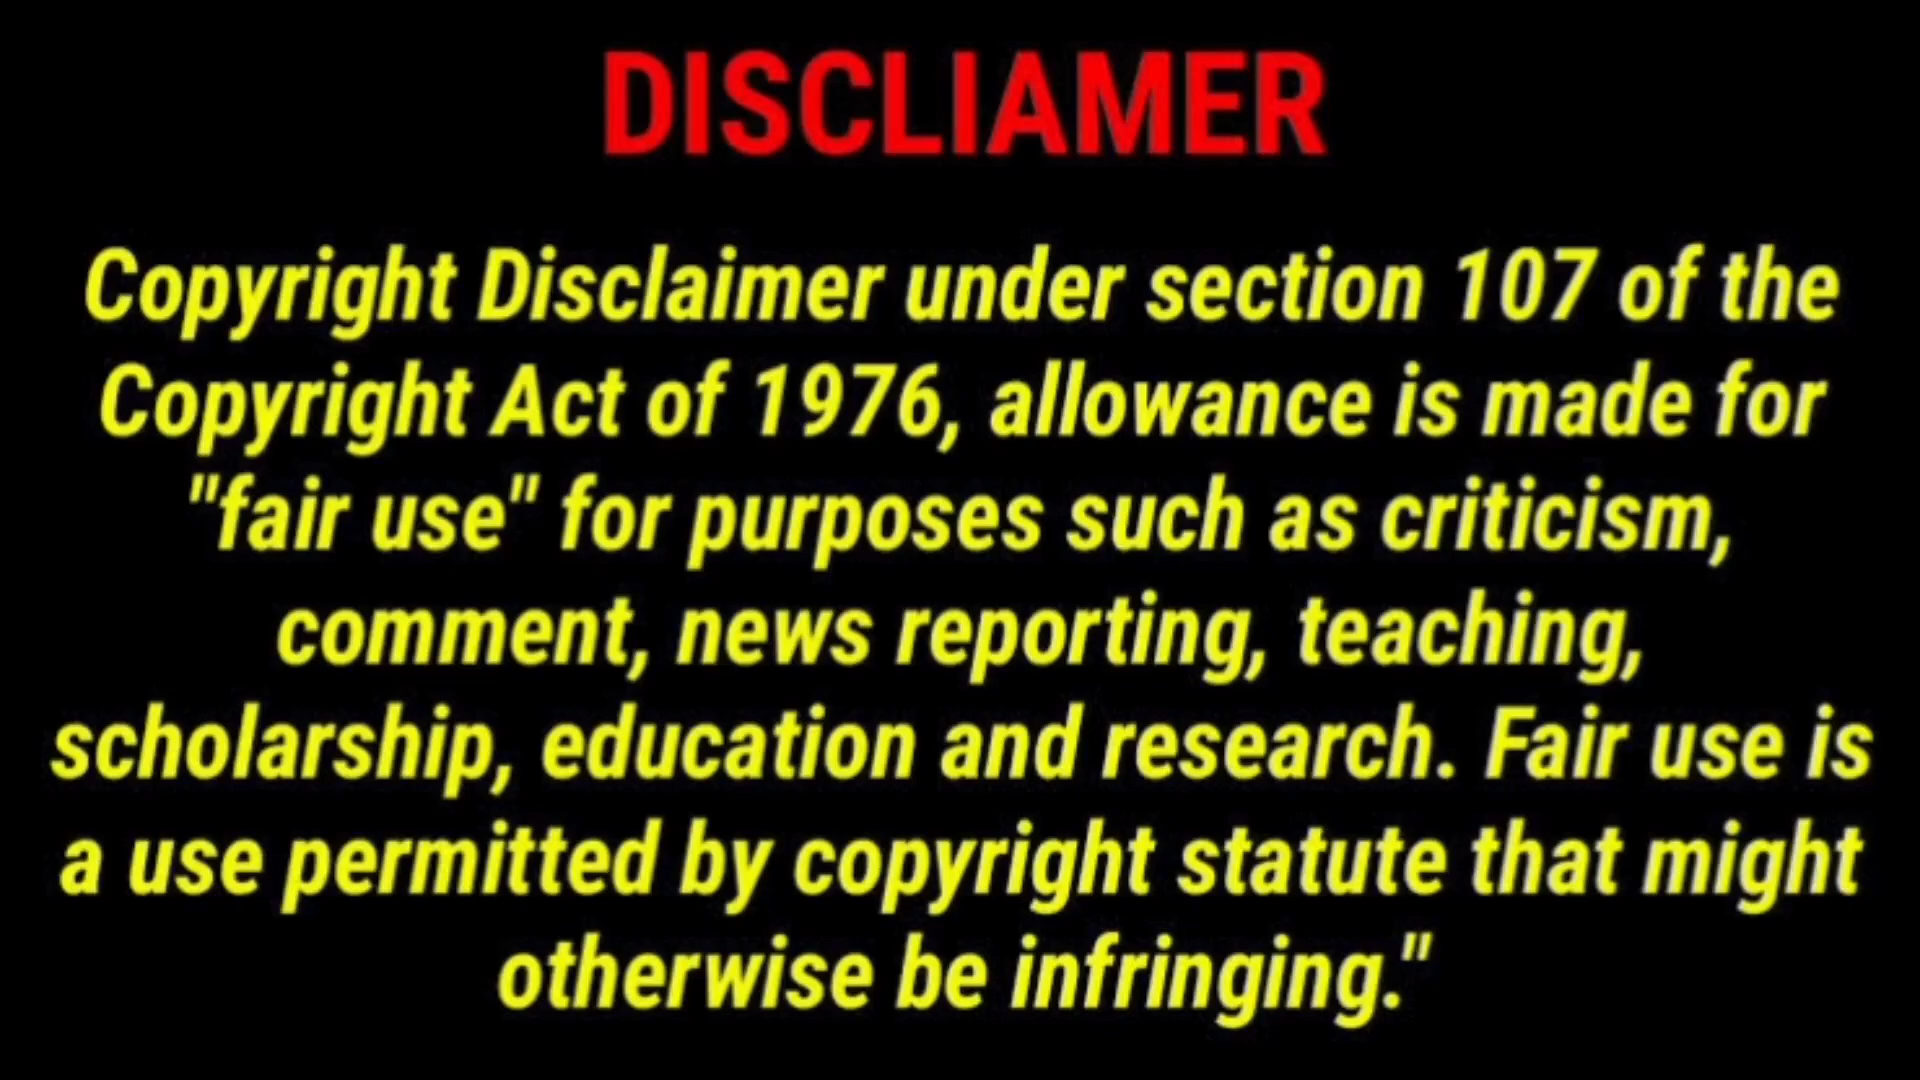 DISCLIAMER
Copyright Disclaimer under section 107 of the
Copyright Act of 1976, allowance is made for
"fair use" for purposes such as criticism,
comment, news reporting, teaching,
scholarship, education and research. Fair use is
a use permitted by copyright statute that might
otherwise be infringing."